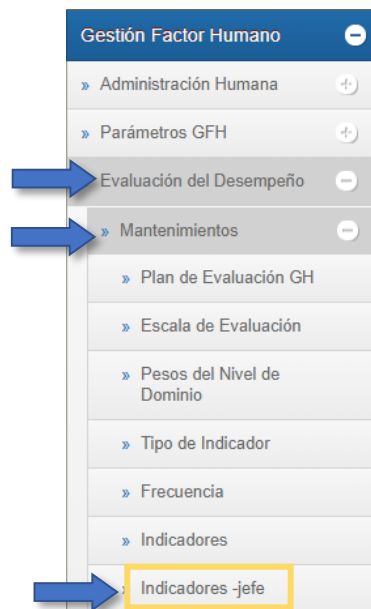 Gestión Factor Humano
» Administración Humana
» Parámetros GFH
Evaluación del Desempeño
» Mantenimientos
» Plan de Evaluación GH
» Escala de Evaluación
» Pesos del Nivel de
Dominio
» Tipo de Indicador
» Frecuencia
» Indicadores
Indicadores -jefe